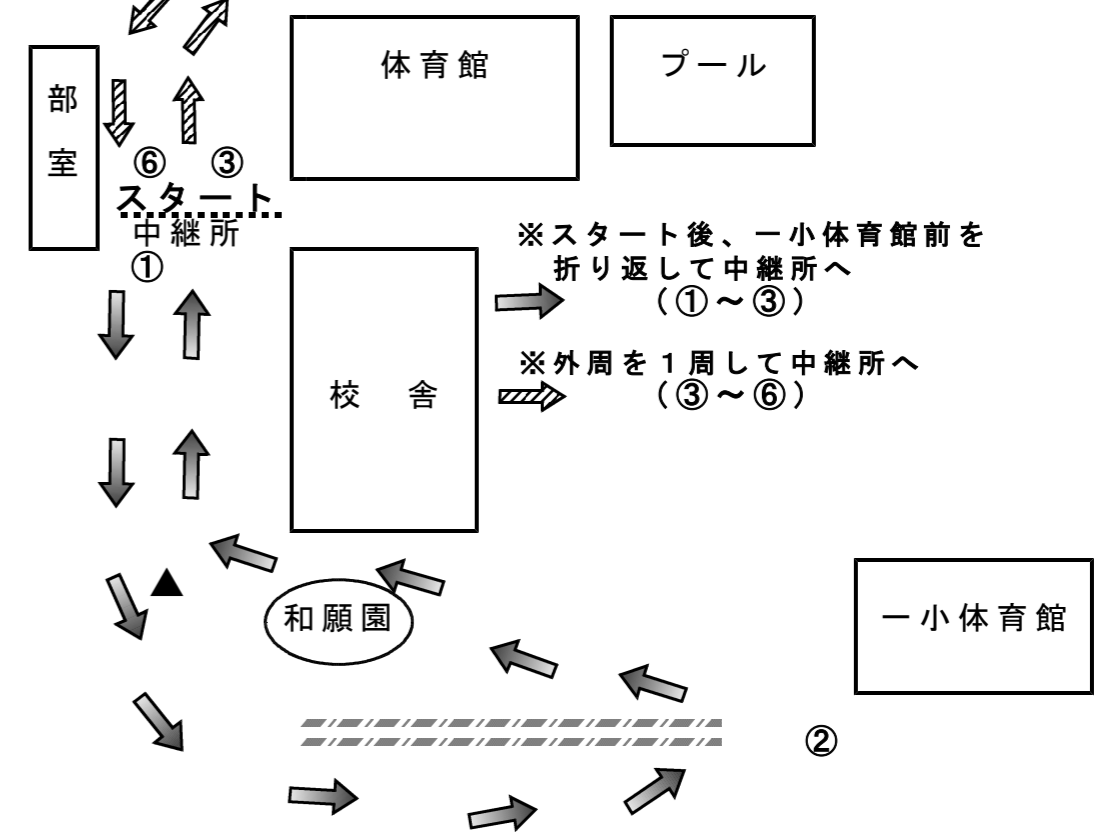 体育館
プール
部室
⑥ ③
スタート
中継所
①
※スタート後、一小体育館前を
折り返して中継所へ
（①～③）
※外周を１周して中継所へ
（③～⑥）
校 舎
和願園
一小体育館
②